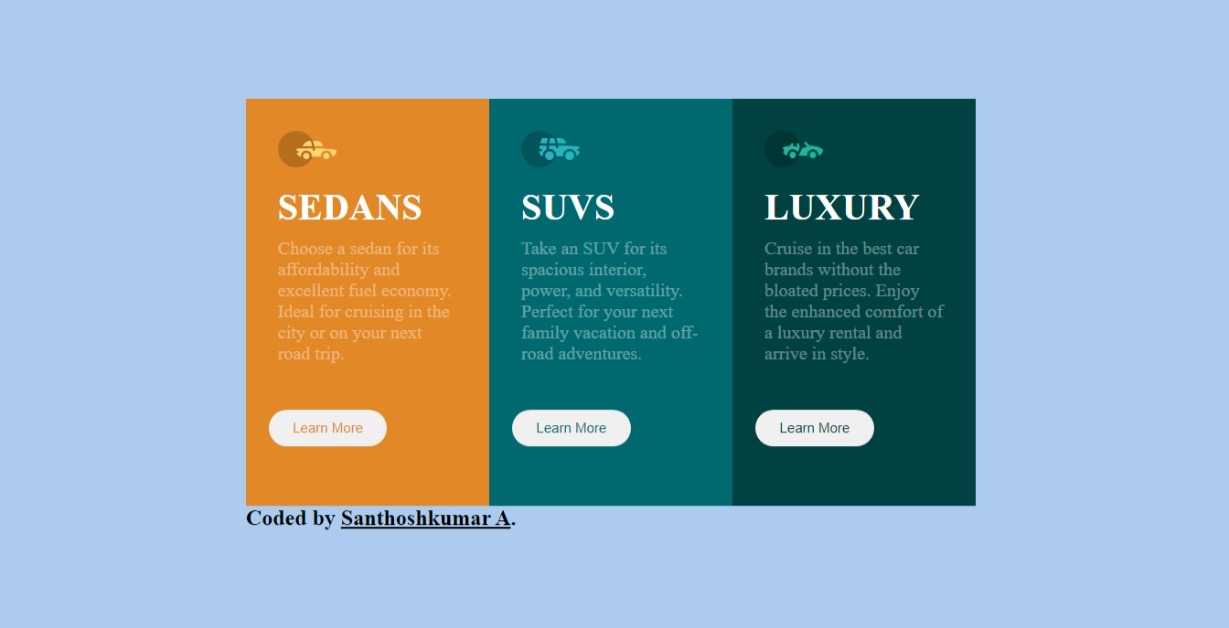 SEDANS
Choose a sedan for its
affordability and
excellent fuel economy.
Ideal for cruising in the
city or on your next
road trip.
Learn More
SUVS
Take an SUV for its
spacious interior,
power, and versatility.
Perfect for your next
family vacation and off-
road adventures.
Learn More
LUXURY
Cruise in the best car
brands without the
bloated prices. Enjoy
the enhanced comfort of
a luxury rental and
arrive in style.
Learn More
Coded by Santhoshkumar A.